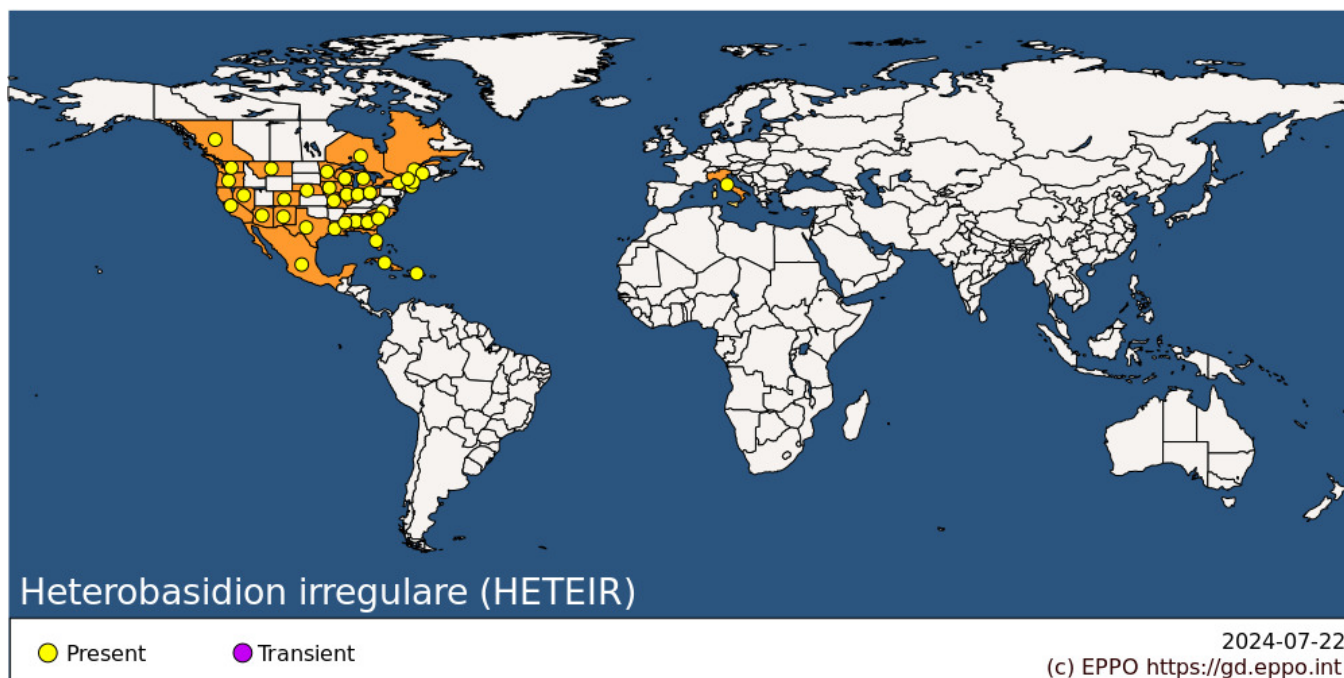 Heterobasidion irregulare (HETEIR)
Present
Transient
2024-07-22
(c) EPPO https://gd.eppo.int